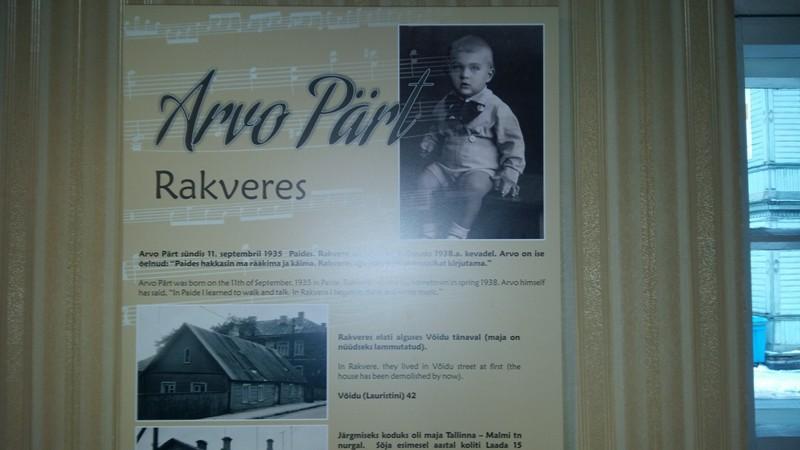 Arvo Pärt
Rakveres
Arvo Pärt sündis 11. septembril 1935 Paides. 1938.a. kevadel. Arvo on ise
öelnud: "Paides hakkasin ma rääkima ja käima. kirjutama."
Arvo Pärt was born on the 11th of September, 1935 in Paide. hometown in spring 1938. Arvo himself
has said, "In Paide I learned to walk and talk. In Rakvere I began music."
Rakveres elati alguses Võidu tänaval (maja on
nüüdseks lammutatud).
In Rakvere, they lived in Võidu street at first (the
house has been demolished by now).
Võidu (Lauristini) 42
Järgmiseks koduks oli maja Tallinna – Malmi tn
nurgal. Sõja esimesel aastal koliti Laada 15